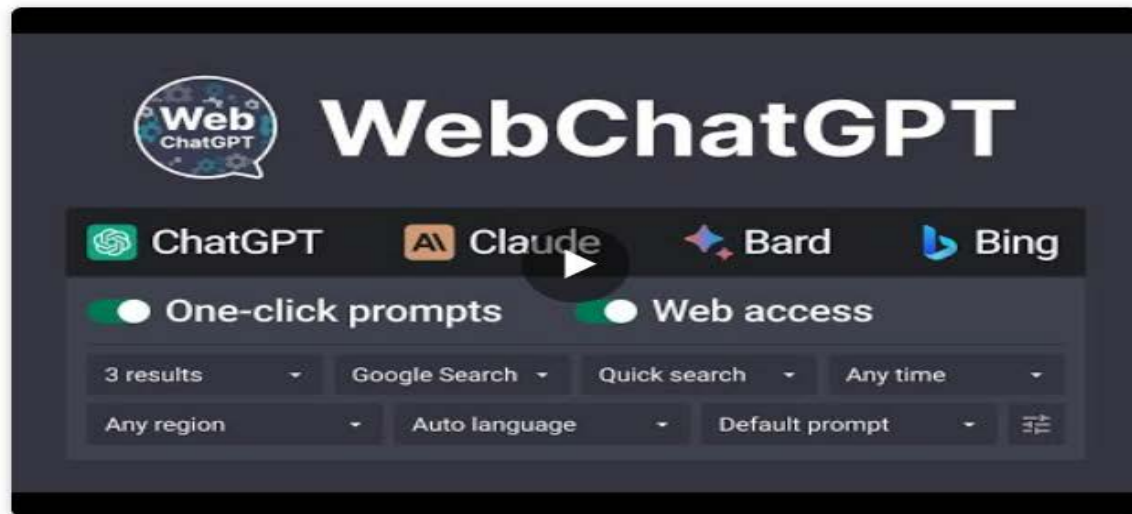 Web
ChatGPT
WebChatGPT
ChatGPT Claude Bard Bing
One-click prompts Web access
3 results Google Search Quick search Any time
Any region Auto language Default prompt